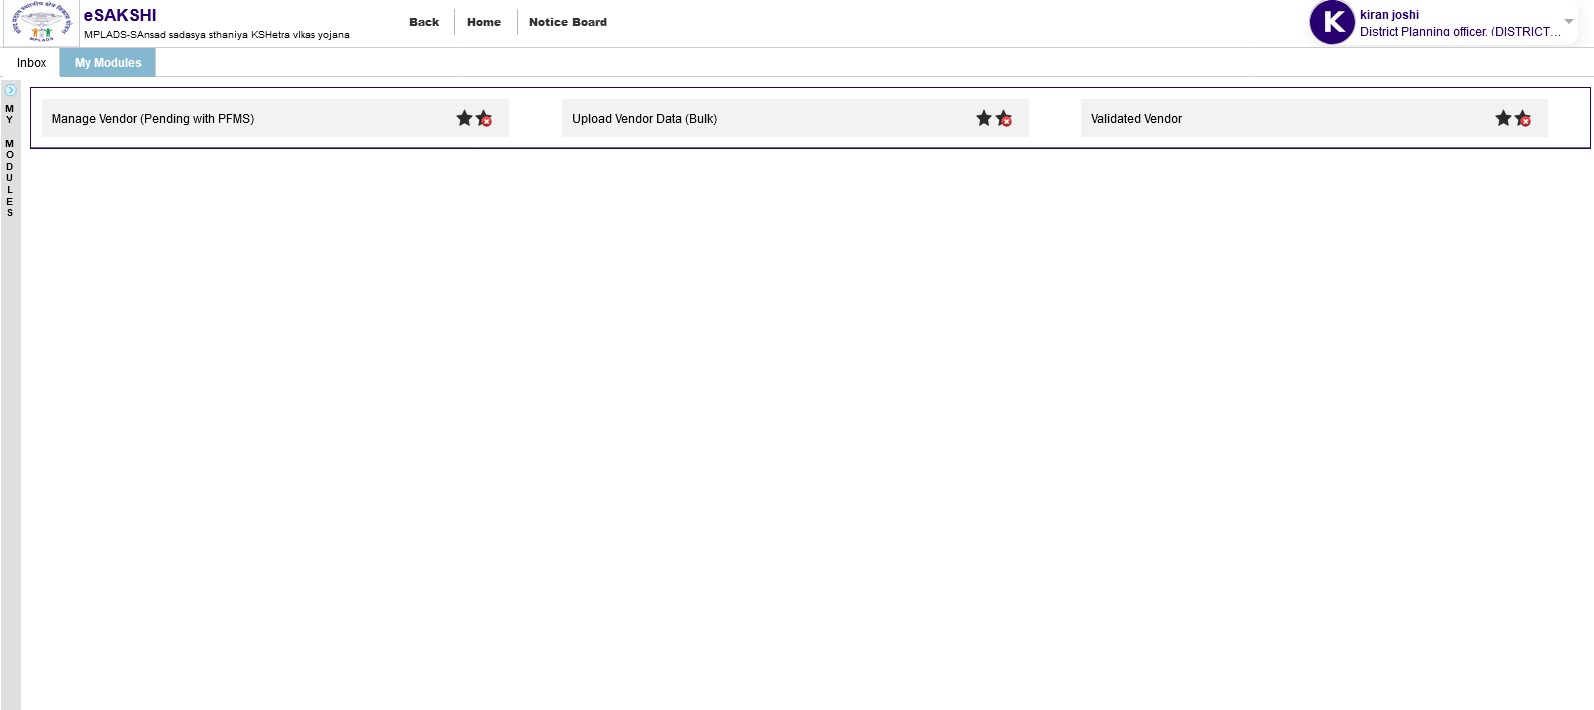 eSAKSHI
MPLADS-SAnsad sadasya sthaniya KSHetra vIkas yojana
Back
Home
Notice Board
K
kiran joshi
District Planning officer. (DISTRICT...
Inbox
My Modules
MY MODULES
Manage Vendor (Pending with PFMS)
Upload Vendor Data (Bulk)
Validated Vendor
MPLADS